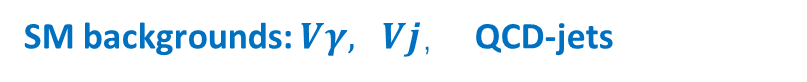 SM backgrounds: Vγ, Vj, QCD-jets